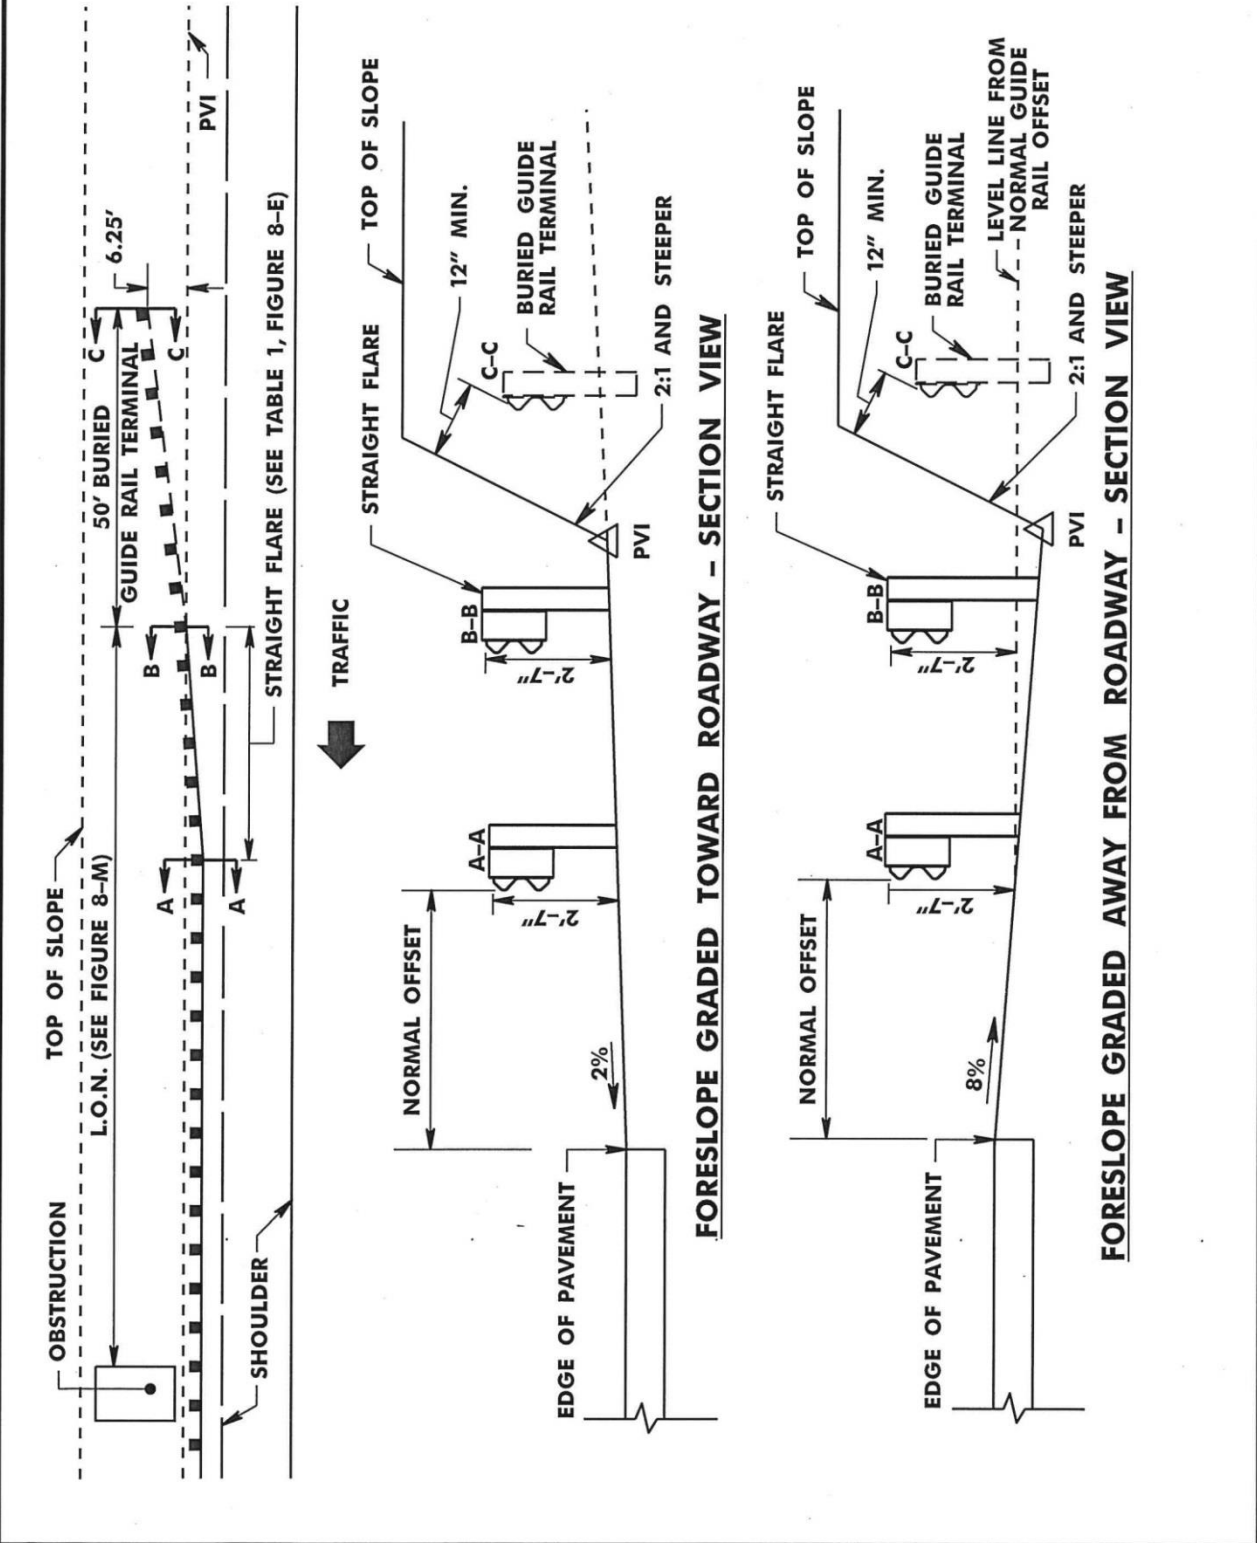 OBSTRUCTION
TOP OF SLOPE
L.O.N. (SEE FIGURE 8–M)
50' BURIED
GUIDE RAIL TERMINAL
6.25'
C
C
B
B
A
A
PVI
SHOULDER
STRAIGHT FLARE (SEE TABLE 1, FIGURE 8–E)
TRAFFIC
TOP OF SLOPE
STRAIGHT FLARE
12" MIN.
NORMAL OFFSET
A–A
B–B
C–C
BURIED GUIDE
RAIL TERMINAL
2'–7"
2'–7"
EDGE OF PAVEMENT
2%
PVI
2:1 AND STEEPER
FORESLOPE GRADED TOWARD ROADWAY – SECTION VIEW
TOP OF SLOPE
STRAIGHT FLARE
12" MIN.
NORMAL OFFSET
A–A
B–B
C–C
BURIED GUIDE
RAIL TERMINAL
2'–7"
2'–7"
LEVEL LINE FROM
NORMAL GUIDE
RAIL OFFSET
EDGE OF PAVEMENT
8%
PVI
2:1 AND STEEPER
FORESLOPE GRADED AWAY FROM ROADWAY – SECTION VIEW